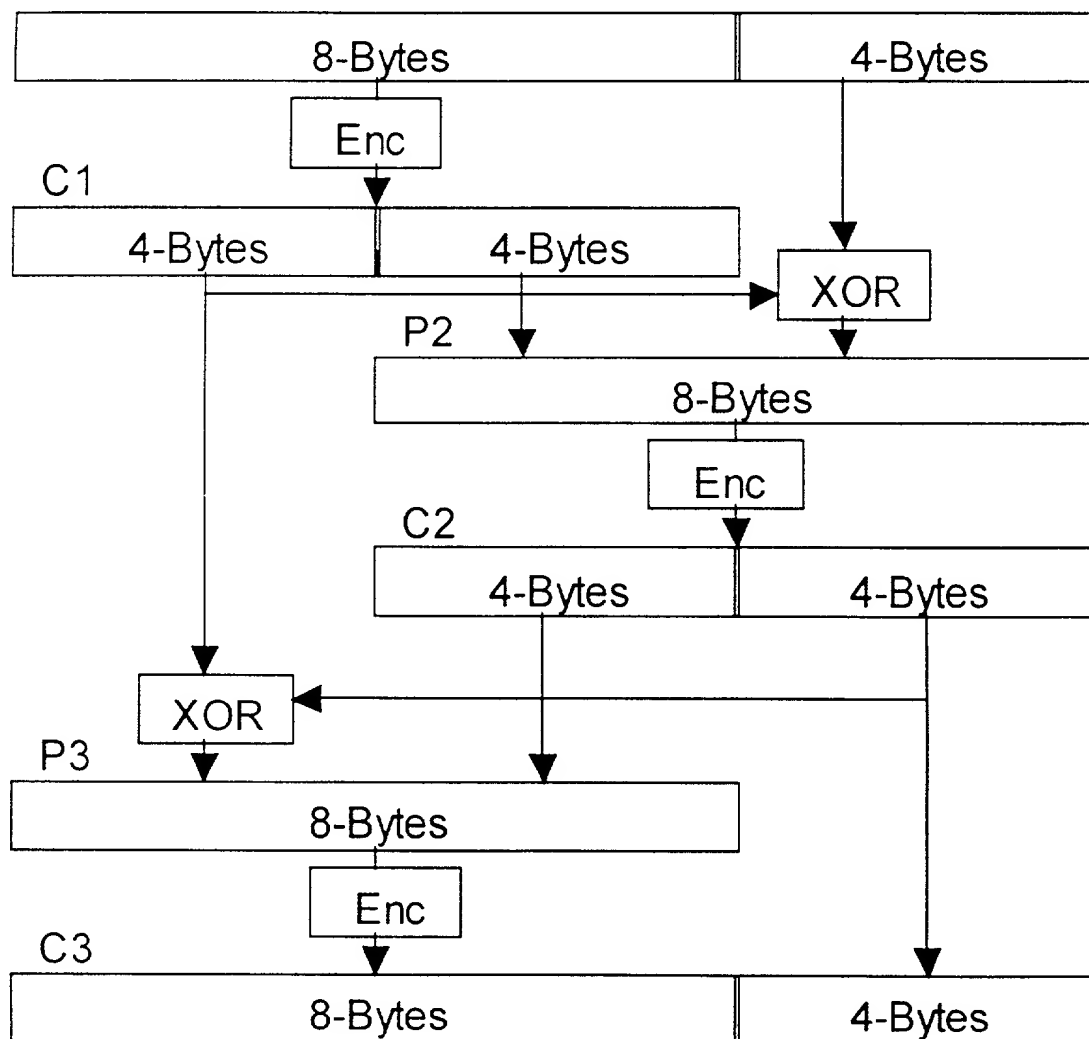 8-Bytes 4-Bytes
Enc
C1
4-Bytes 4-Bytes
XOR
P2
8-Bytes
Enc
C2
4-Bytes 4-Bytes
XOR
P3
8-Bytes
Enc
C3
8-Bytes 4-Bytes